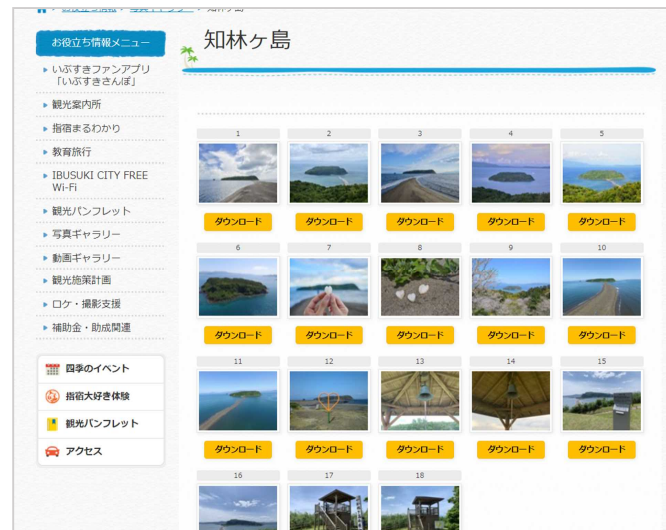 お役立ち情報メニュー
いぶすきファンアプリ
「いぶすきさんぽ」
観光案内所
指宿まるわかり
教育旅行
IBUSUKI CITY FREE
Wi-Fi
観光パンフレット
写真ギャラリー
動画ギャラリー
観光施策計画
ロケ・撮影支援
補助金・助成関連
四季のイベント
指宿大好き体験
観光パンフレット
アクセス
知林ヶ島
1 2 3 4 5
ダウンロード ダウンロード ダウンロード ダウンロード ダウンロード
6 7 8 9 10
ダウンロード ダウンロード ダウンロード ダウンロード ダウンロード
11 12 13 14 15
ダウンロード ダウンロード ダウンロード ダウンロード ダウンロード
16 17 18